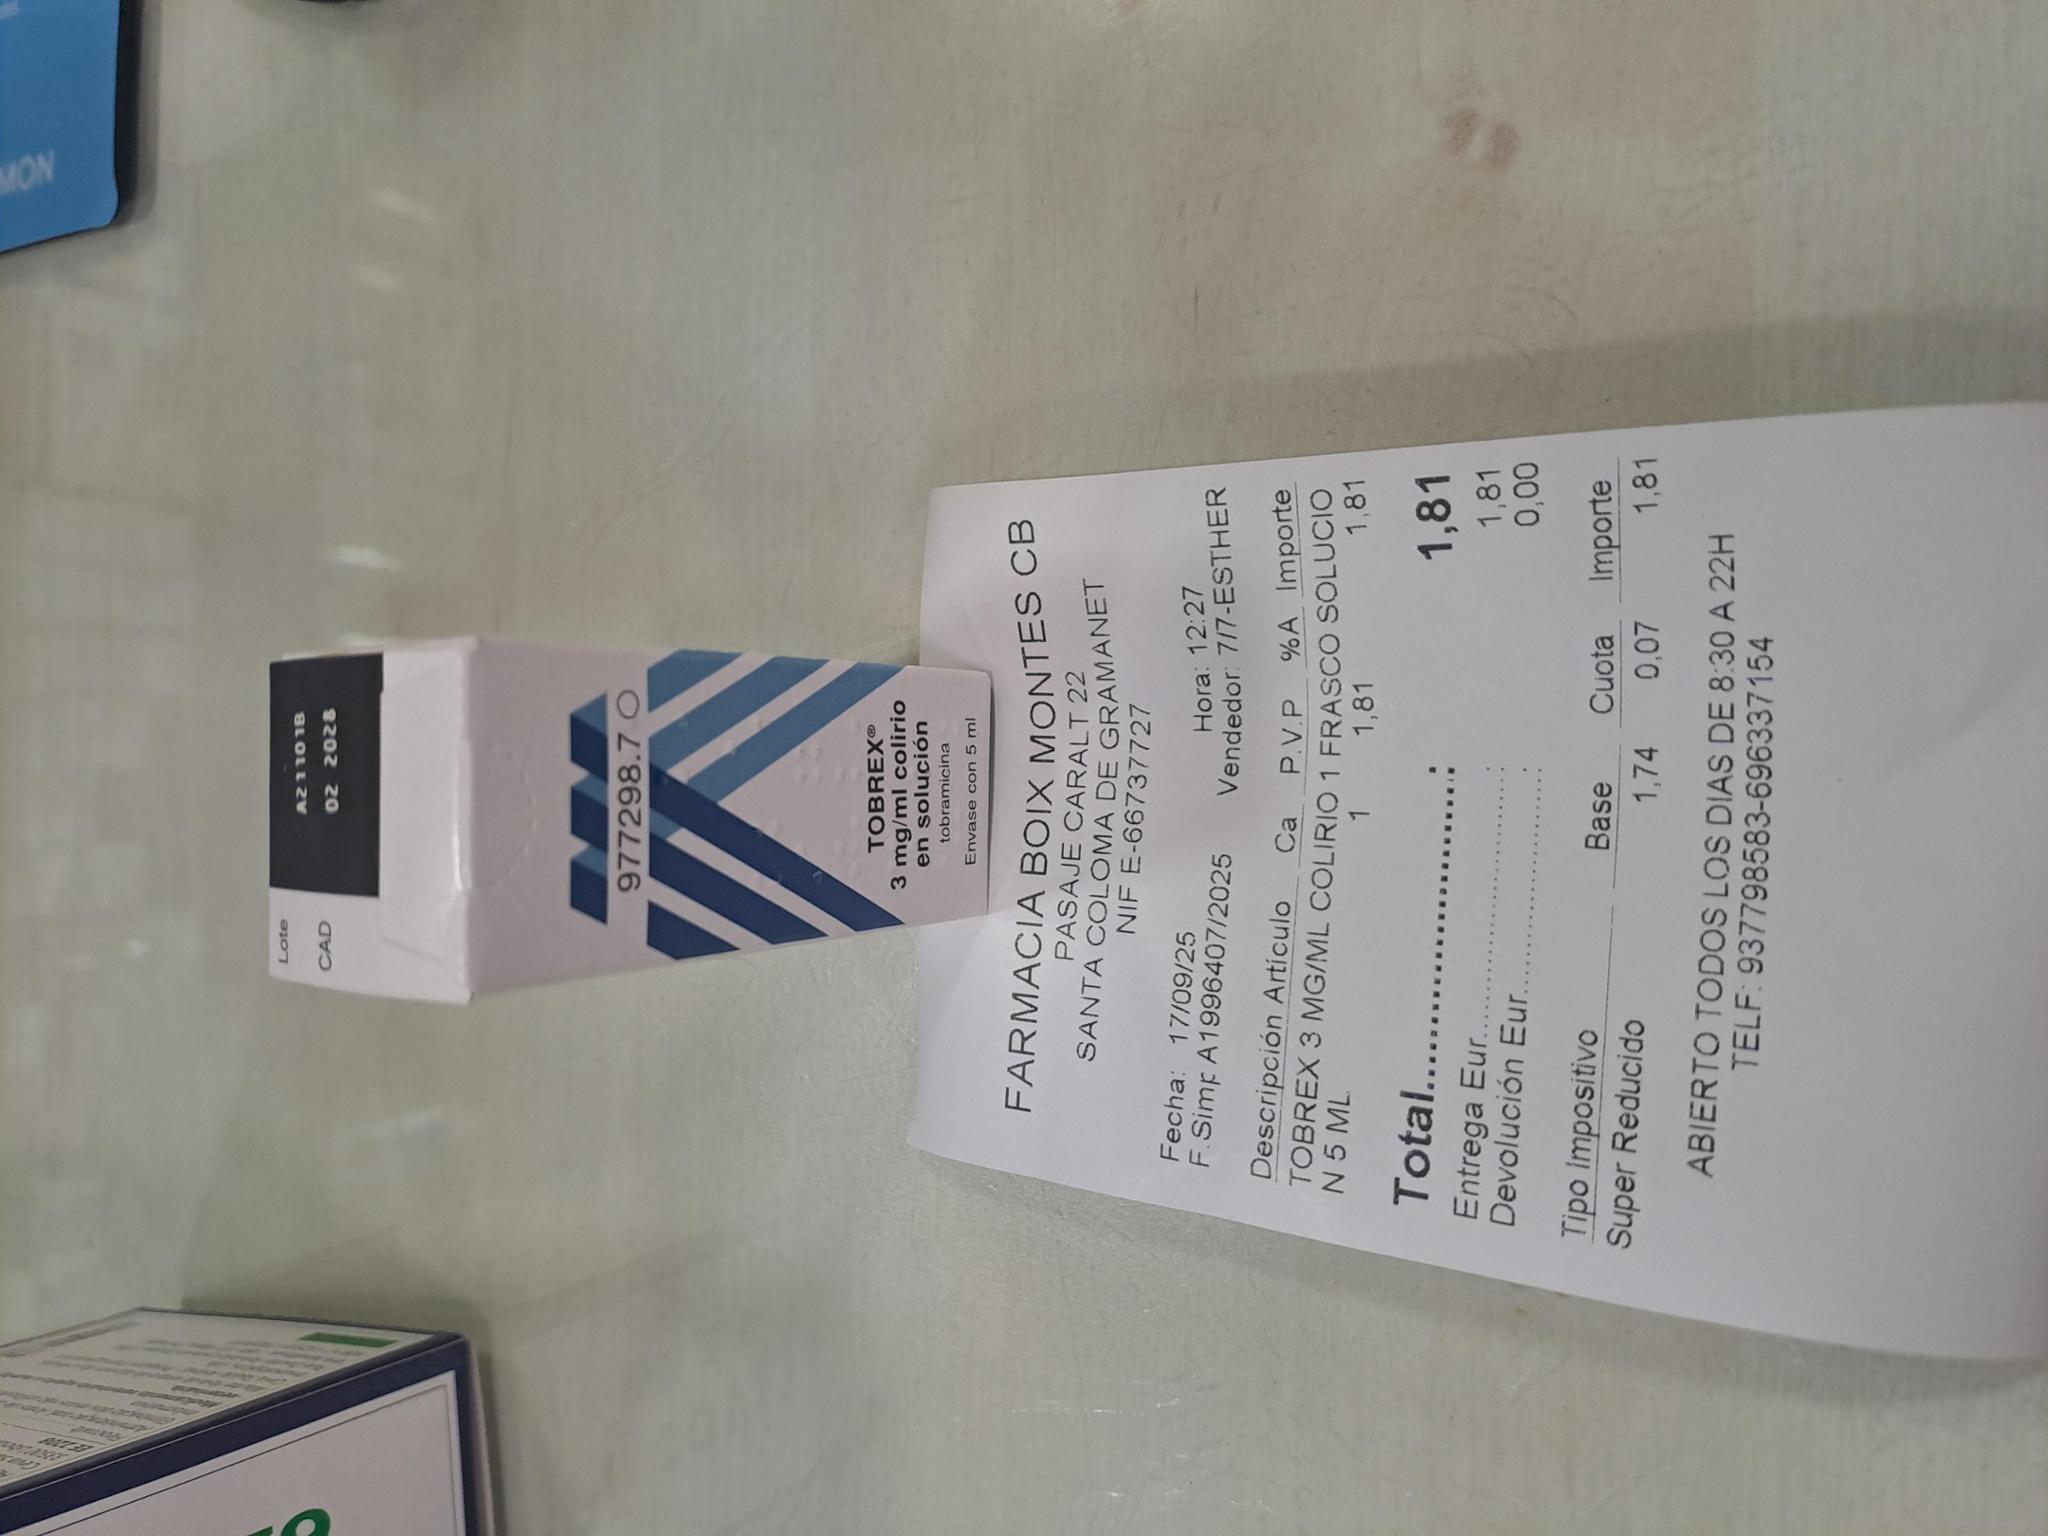 MON
Lote A211101B
CAD 02 2028
977298.7
TOBREX®
3 mg/ml colirio
en solución
tobramicina
Envase con 5 ml
FARMACIA BOIX MONTES CB
PASAJE CARALT 22
SANTA COLOMA DE GRAMANET
NIF E-66737727
Fecha: 17/09/25 Hora: 12:27
F.Simp A1996407/2025 Vendedor: 7/7-ESTHER
Descripción Artículo Ca P.V.P %A Importe
TOBREX 3 MG/ML COLIRIO 1 FRASCO SOLUCIO
N 5 ML 1 1,81 1,81
Total.......................: 1,81
Entrega Eur..........................: 1,81
Devolución Eur......................: 0,00
Tipo Impositivo Base Cuota Importe
Super Reducido 1,74 0,07 1,81
ABIERTO TODOS LOS DIAS DE 8:30 A 22H
TELF: 937798583-696337154